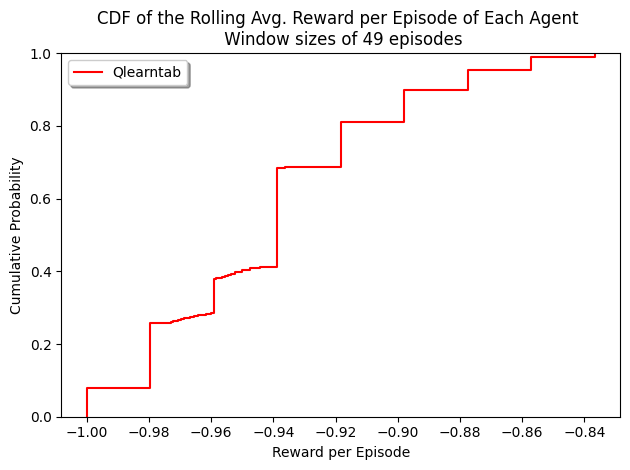 CDF of the Rolling Avg. Reward per Episode of Each Agent
Window sizes of 49 episodes
Qlearntab
Cumulative Probability
1.0
0.8
0.6
0.4
0.2
0.0
−1.00 −0.98 −0.96 −0.94 −0.92 −0.90 −0.88 −0.86 −0.84
Reward per Episode